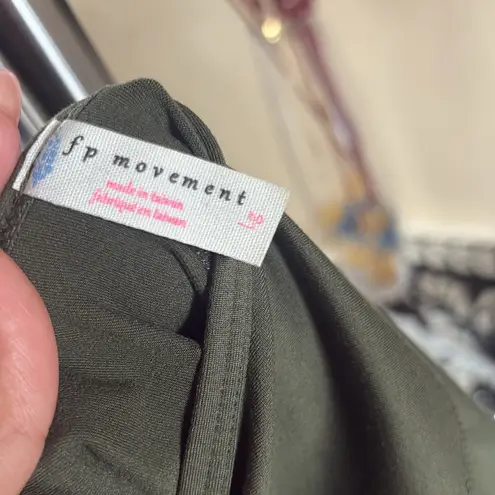 fp movement
made in taiwan
fabriqué en taiwan